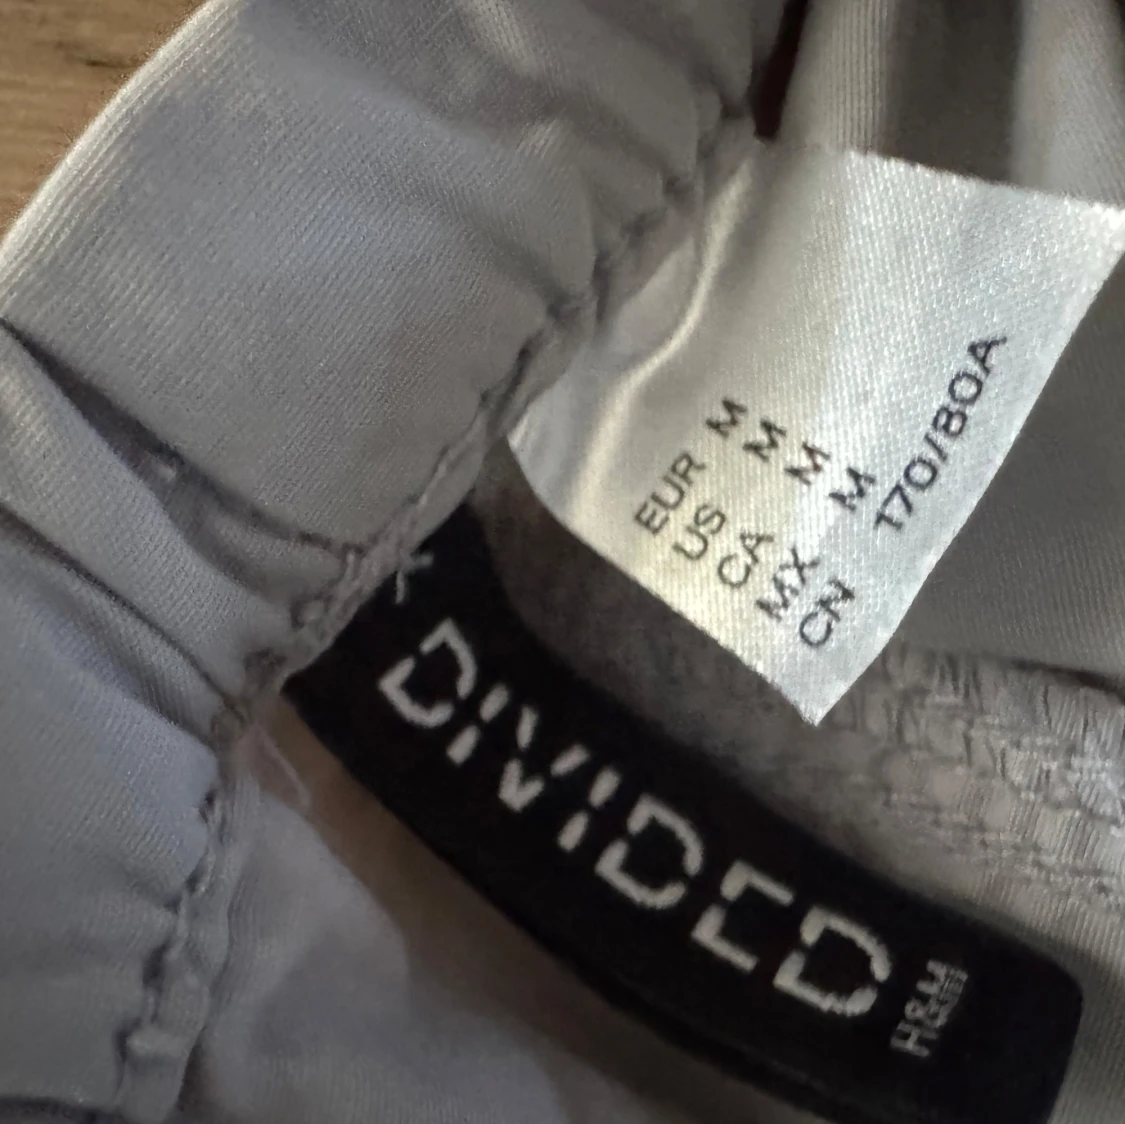 EUR M
US M
CA M
MX M
CN 170/80A
DIVIDED
H&M